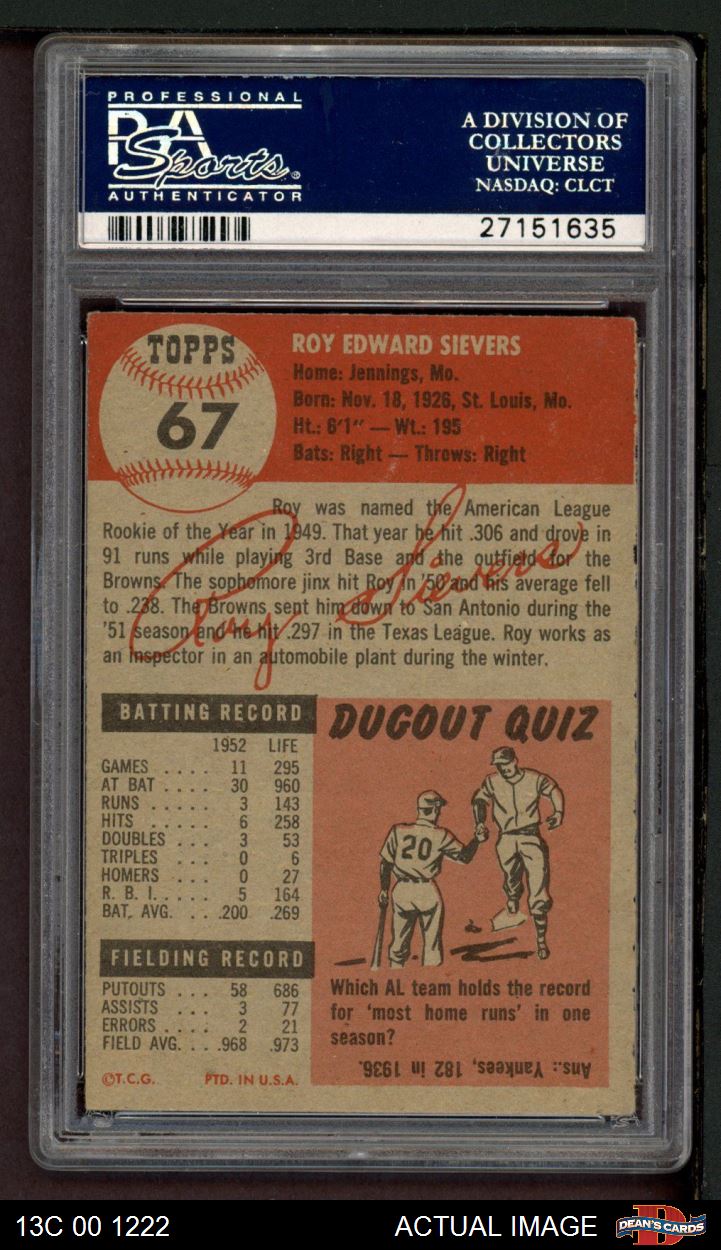 PROFESSIONAL
PSA
Sports®
AUTHENTICATOR
A DIVISION OF
COLLECTORS
UNIVERSE
NASDAQ: CLCT
27151635
TOPPS
67
ROY EDWARD SIEVERS
Home: Jennings, Mo.
Born: Nov. 18, 1926, St. Louis, Mo.
Ht.: 6'1" — Wt.: 195
Bats: Right — Throws: Right
Roy was named the American League
Rookie of the Year in 1949. That year he hit .306 and drove in
91 runs while playing 3rd Base and the outfield for the
Browns. The sophomore jinx hit Roy in '50 and his average fell
to .238. The Browns sent him down to San Antonio during the
'51 season and he hit .297 in the Texas League. Roy works as
an inspector in an automobile plant during the winter.
Roy Sievers
BATTING RECORD
1952 LIFE
GAMES .... 11 295
AT BAT .... 30 960
RUNS ..... 3 143
HITS ..... 6 258
DOUBLES ... 3 53
TRIPLES ... 0 6
HOMERS ... 0 27
R. B. I. .... 5 164
BAT. AVG. ... .200 .269
FIELDING RECORD
PUTOUTS ... 58 686
ASSISTS ... 3 77
ERRORS ... 2 21
FIELD AVG. .. .968 .973
©T.C.G. PTD. IN U.S.A.
DUGOUT QUIZ
20
Which AL team holds the record
for 'most home runs' in one
season?
Ans.: Yankees, 182 in 1936.
13C 00 1222
ACTUAL IMAGE
D
DEAN'S CARDS